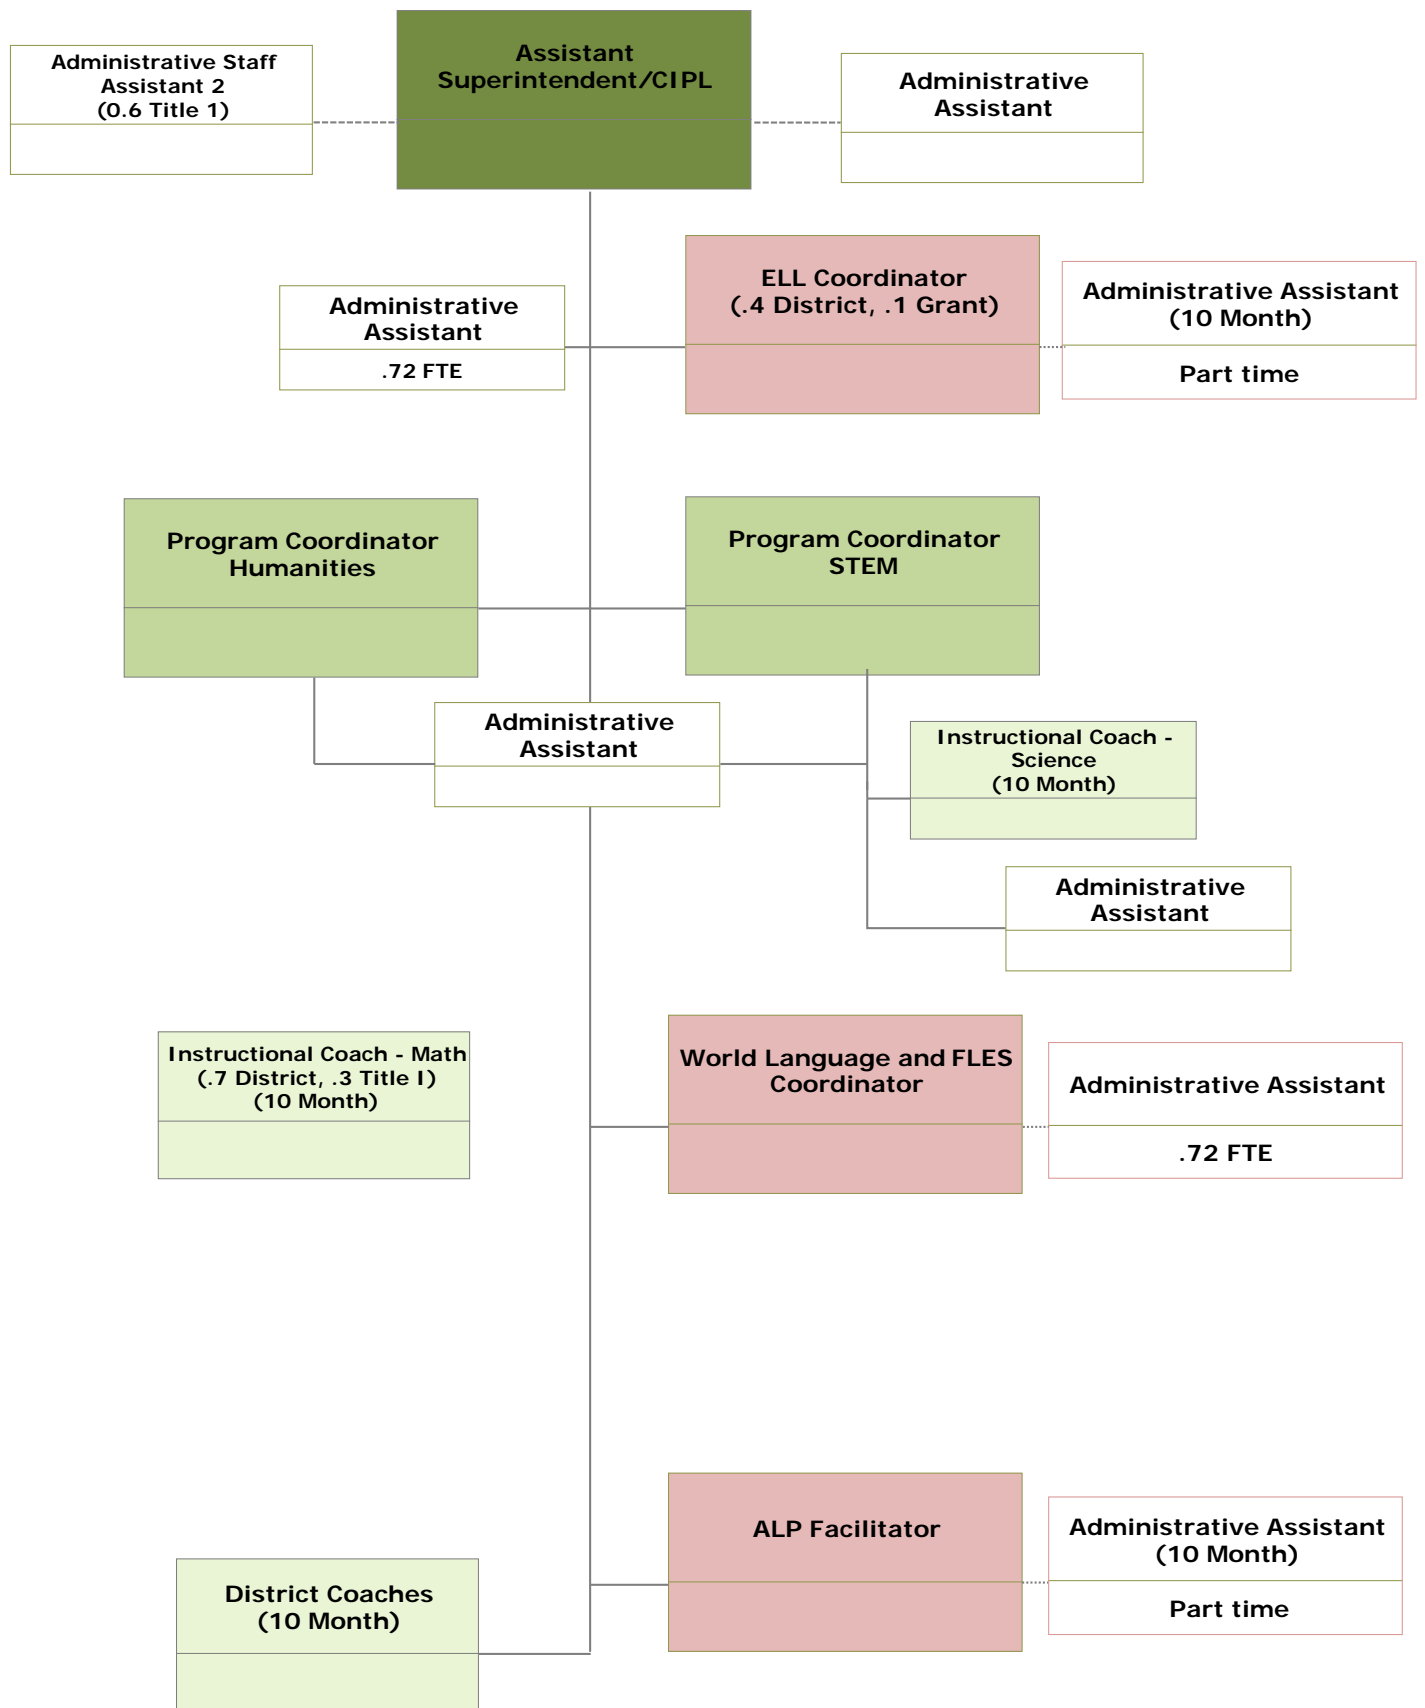 Administrative Staff
Assistant 2
(0.6 Title 1)
Assistant
Superintendent/CIPL
Administrative
Assistant
ELL Coordinator
(.4 District, .1 Grant)
Administrative Assistant
(10 Month)
Part time
Administrative
Assistant
.72 FTE
Program Coordinator
Humanities
Program Coordinator
STEM
Administrative
Assistant
Instructional Coach -
Science
(10 Month)
Administrative
Assistant
Instructional Coach - Math
(.7 District, .3 Title I)
(10 Month)
World Language and FLES
Coordinator
Administrative Assistant
.72 FTE
ALP Facilitator
Administrative Assistant
(10 Month)
Part time
District Coaches
(10 Month)